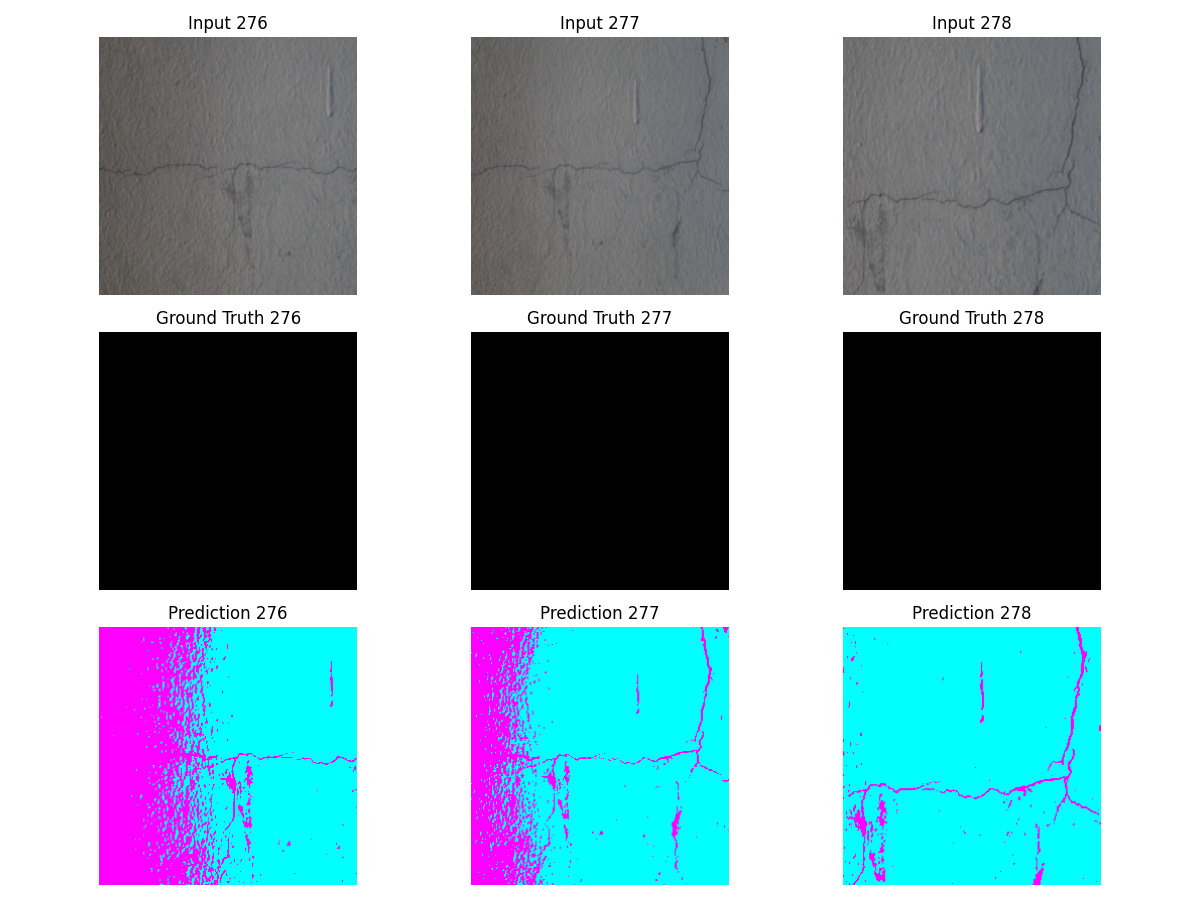 Input 276
Input 277
Input 278
Ground Truth 276
Ground Truth 277
Ground Truth 278
Prediction 276
Prediction 277
Prediction 278